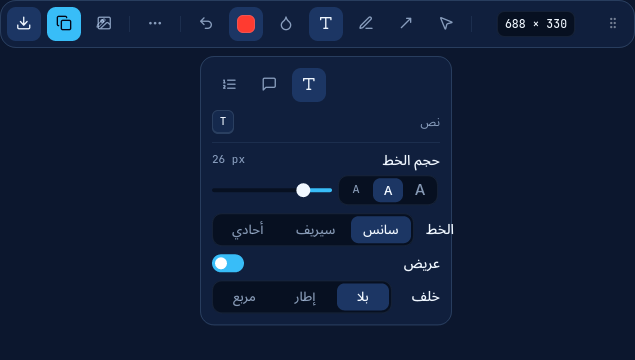 688 × 330
T
نص T
حجم الخط 26 px
A A A
الخط سانس سيريف أحادي
عريض
خلف بلا إطار مربع